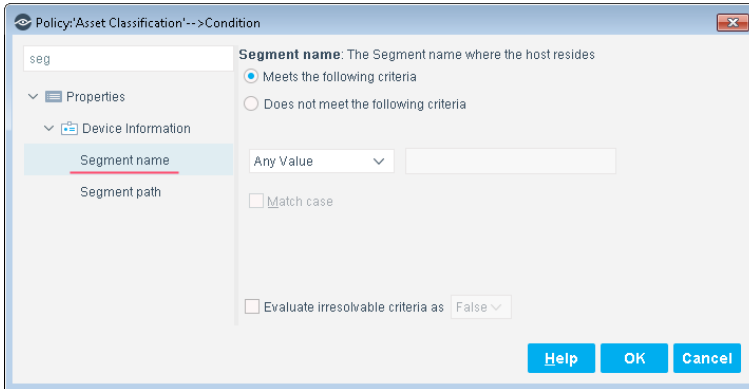 Policy:'Asset Classification'-->Condition
seg
Properties
Device Information
Segment name
Segment path
Segment name: The Segment name where the host resides
Meets the following criteria
Does not meet the following criteria
Any Value
Match case
Evaluate irresolvable criteria as False
Help OK Cancel